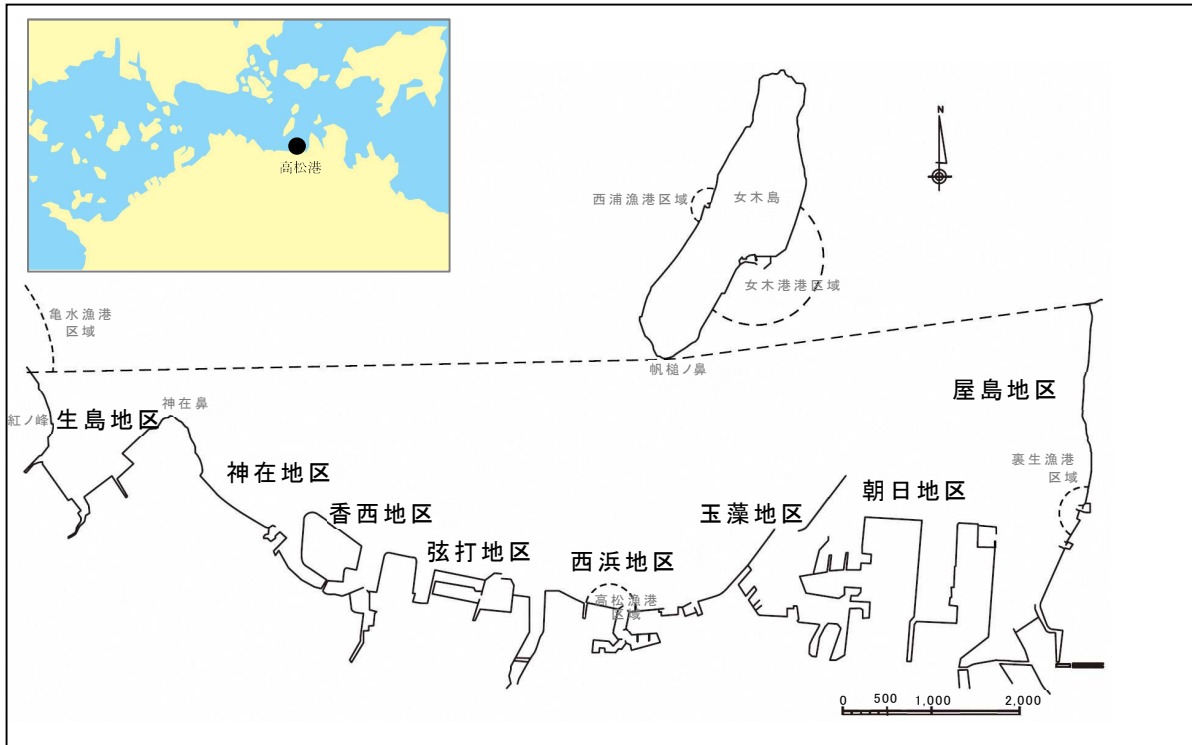 高松港
N
西浦漁港区域
女木島
女木港港区域
亀水漁港
区域
帆槌ノ鼻
紅ノ峰
生島地区
神在鼻
屋島地区
神在地区
裏生漁港
区域
香西地区
玉藻地区
朝日地区
弦打地区
西浜地区
高松漁港
区域
0 500 1,000 2,000